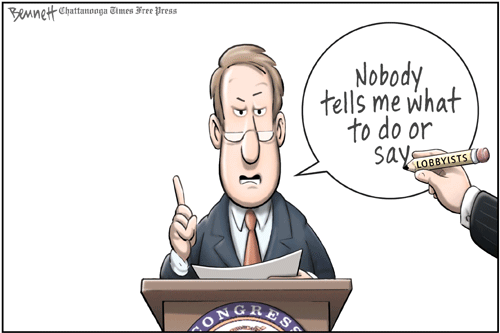 Bennett Chattanooga Times Free Press
Nobody
tells me what
to do or
say
LOBBYISTS
CONGRESS